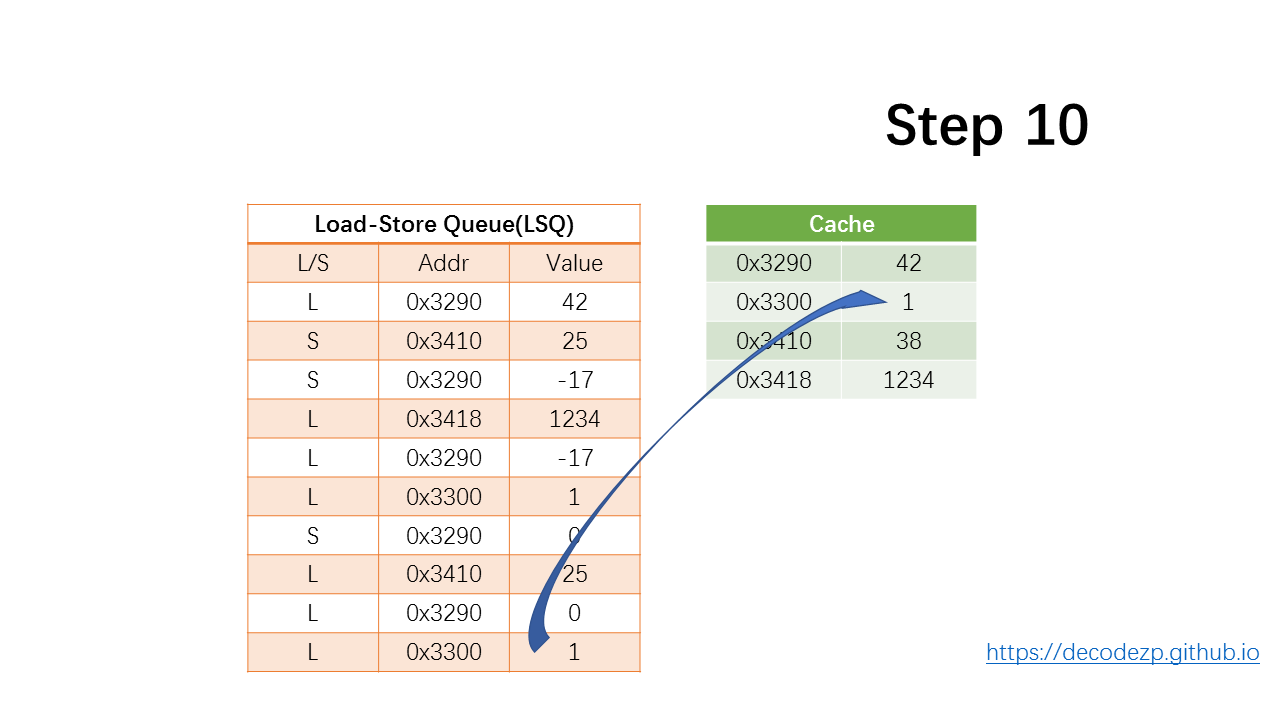 Step 10
Load-Store Queue(LSQ)
L/S Addr Value
L 0x3290 42
S 0x3410 25
S 0x3290 -17
L 0x3418 1234
L 0x3290 -17
L 0x3300 1
S 0x3290 0
L 0x3410 25
L 0x3290 0
L 0x3300 1
Cache
0x3290 42
0x3300 1
0x3410 38
0x3418 1234
https://decodezp.github.io